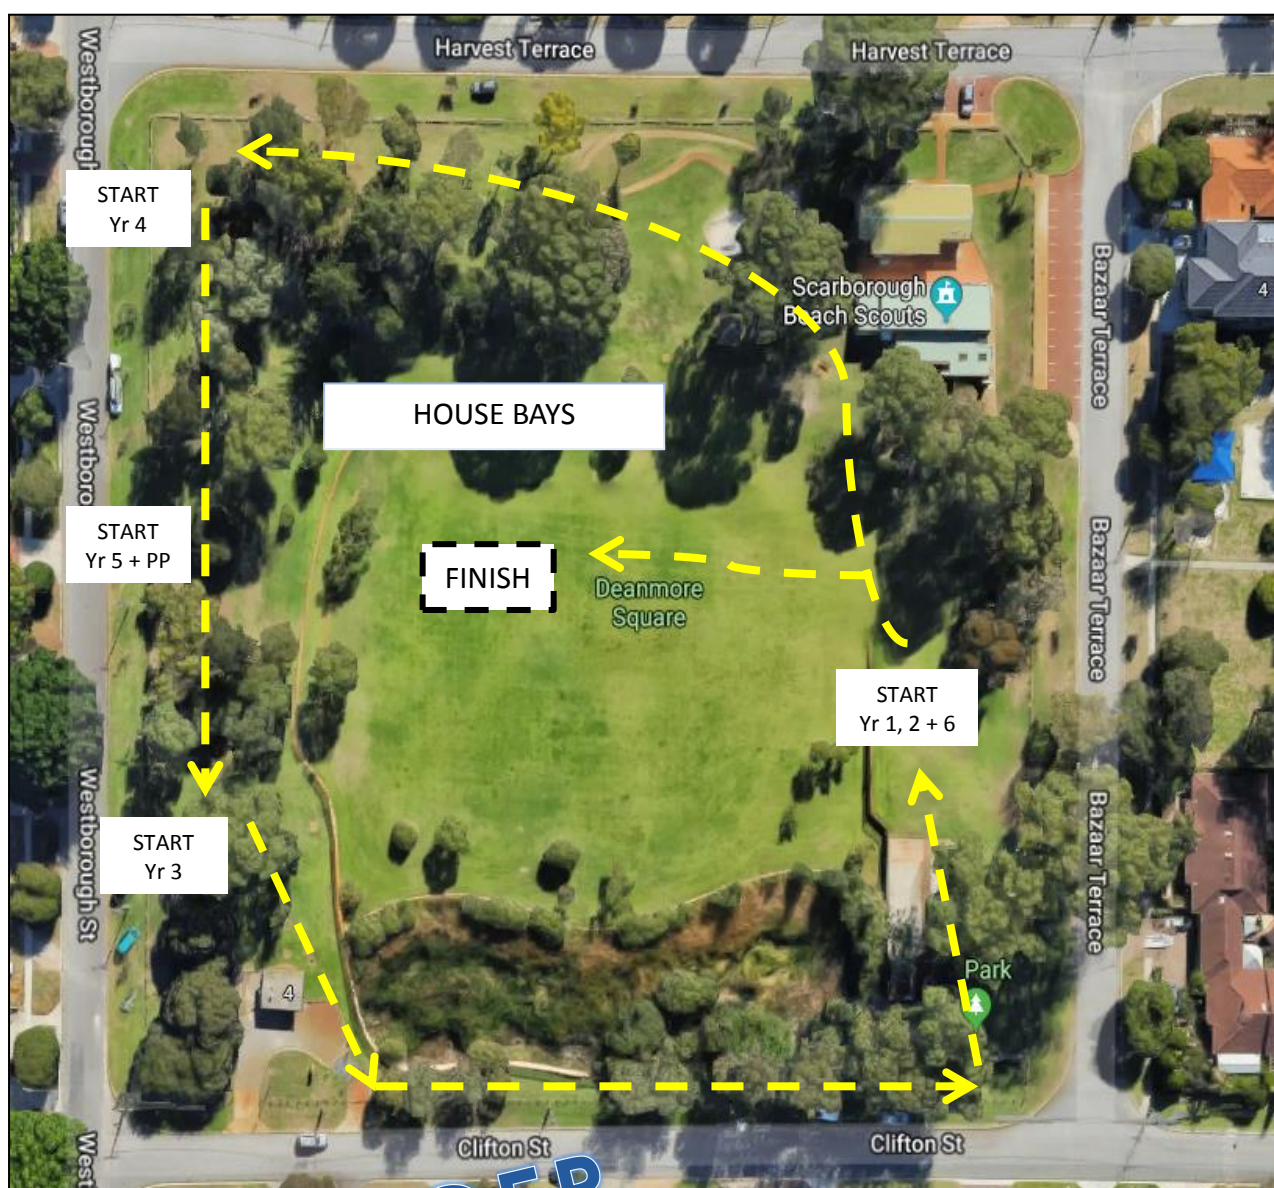 Harvest Terrace
Harvest Terrace
Westborough
START
Yr 4
Scarborough
Beach Scouts
4
Bazaar Terrace
HOUSE BAYS
Westboro
START
Yr 5 + PP
FINISH
Deanmore
Square
Bazaar Terrace
START
Yr 1, 2 + 6
START
Yr 3
Westborough St
Bazaar Terrace
Park
4
Clifton St
Clifton St
West